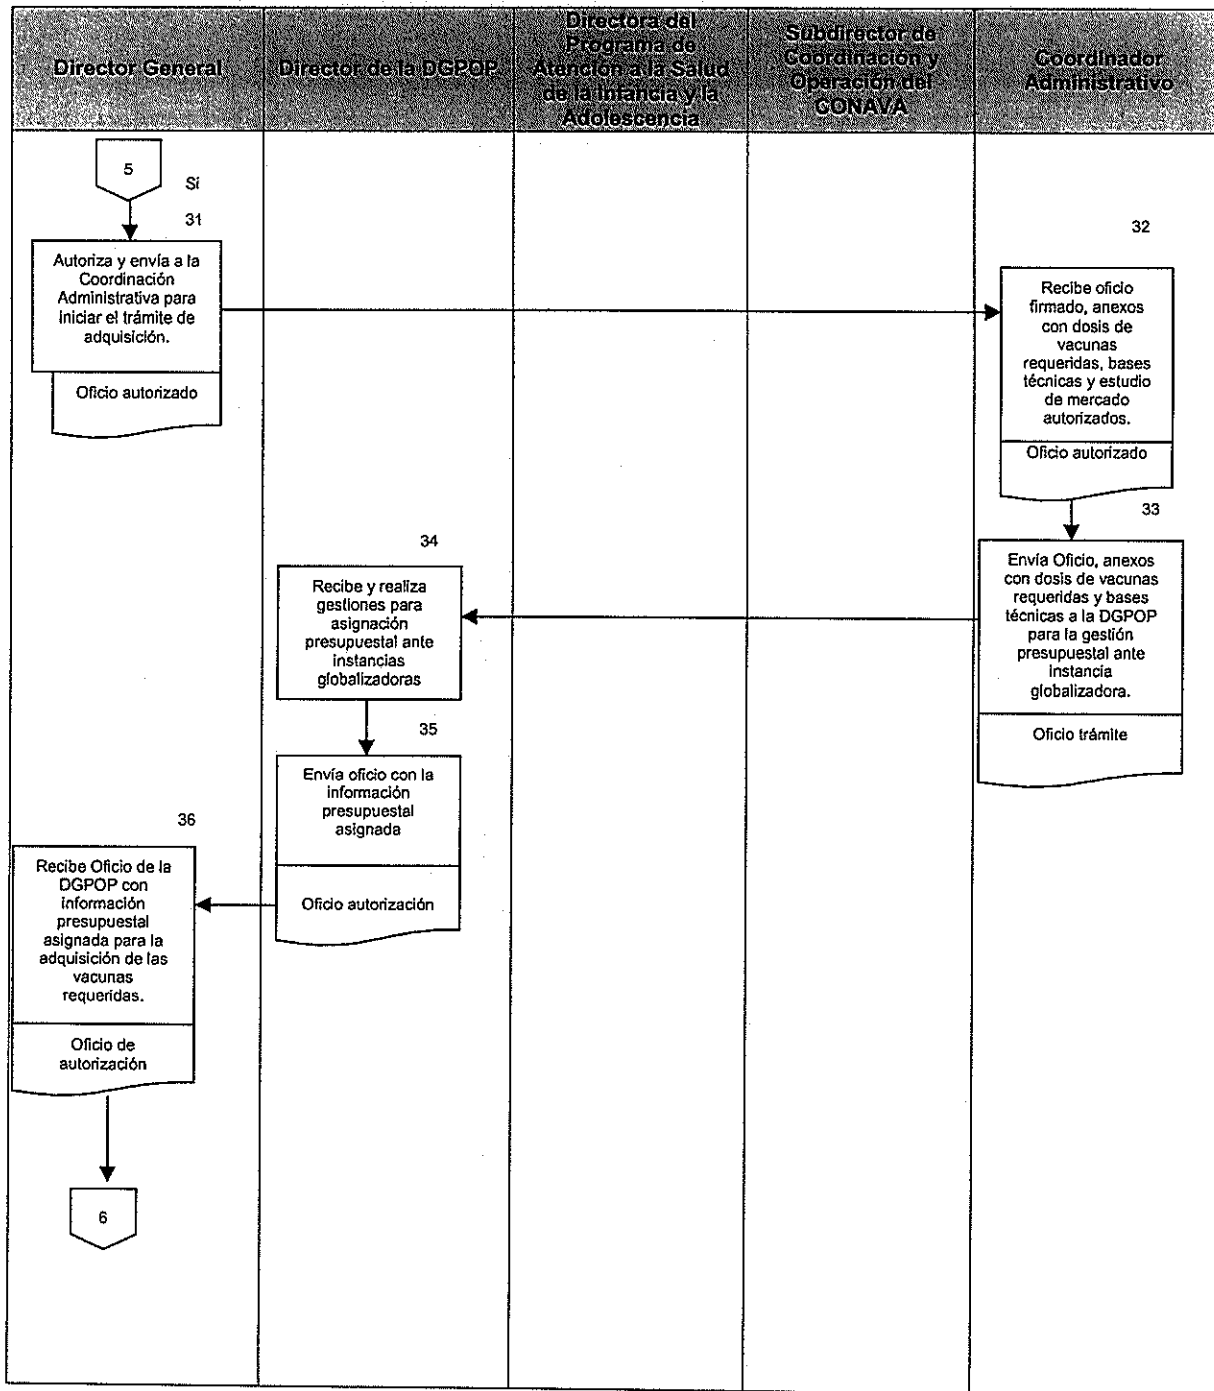 Director General
Director de la DGPOP
Directora del
Programa de
Atención a la Salud
de la Infancia y la
Adolescencia
Subdirector de
Coordinación y
Operación del
CONAVA
Coordinador
Administrativo
5
Sí
31
Autoriza y envía a la
Coordinación
Administrativa para
iniciar el trámite de
adquisición.
Oficio autorizado
32
Recibe oficio
firmado, anexos
con dosis de
vacunas
requeridas, bases
técnicas y estudio
de mercado
autorizados.
Oficio autorizado
33
Envía Oficio, anexos
con dosis de vacunas
requeridas y bases
técnicas a la DGPOP
para la gestión
presupuestal ante
instancia
globalizadora.
Oficio trámite
34
Recibe y realiza
gestiones para
asignación
presupuestal ante
instancias
globalizadoras
35
Envía oficio con la
información
presupuestal
asignada
Oficio autorización
36
Recibe Oficio de la
DGPOP con
información
presupuestal
asignada para la
adquisición de las
vacunas
requeridas.
Oficio de
autorización
6